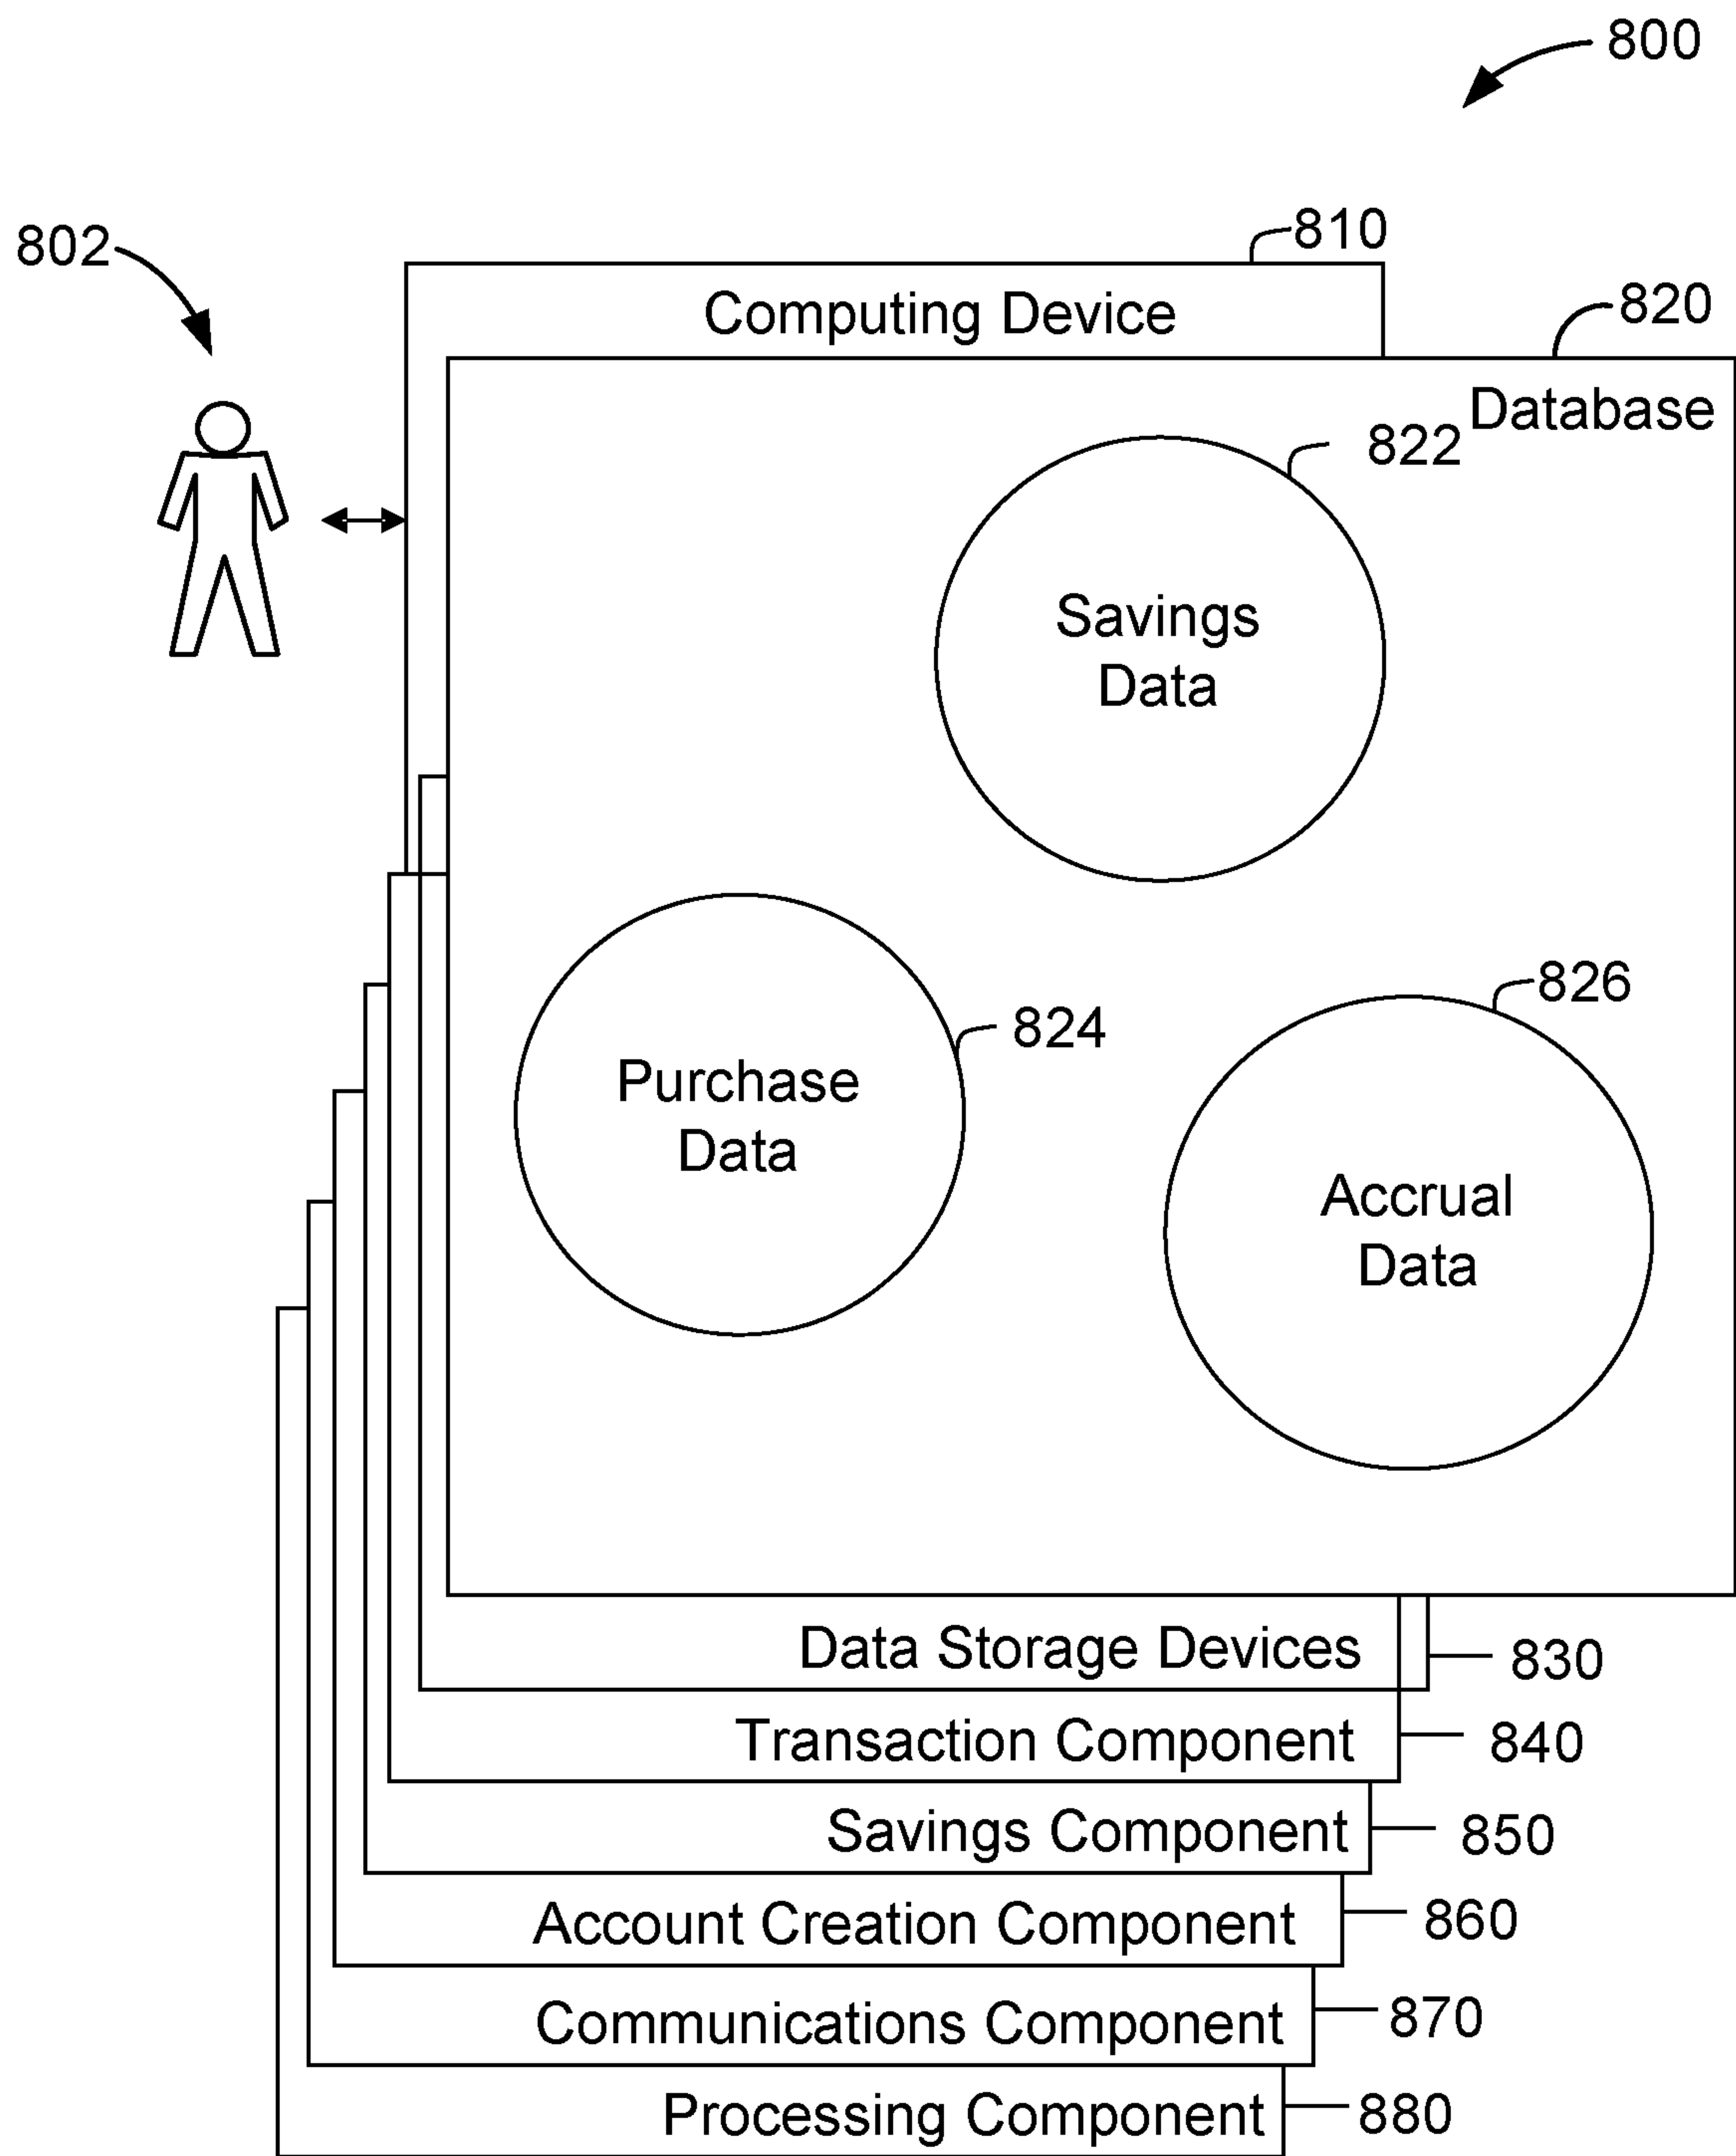 800
802
810
Computing Device
820
Database
822
Savings
Data
826
824
Purchase
Data
Accrual
Data
Data Storage Devices
830
Transaction Component
840
Savings Component
850
Account Creation Component
860
Communications Component
870
Processing Component
880